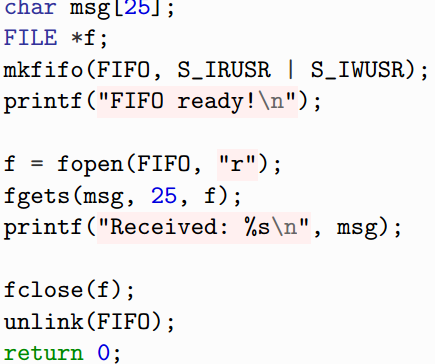 char msg[25];
FILE *f;
mkfifo(FIFO, S_IRUSR | S_IWUSR);
printf("FIFO ready!\n");
f = fopen(FIFO, "r");
fgets(msg, 25, f);
printf("Received: %s\n", msg);
fclose(f);
unlink(FIFO);
return 0;